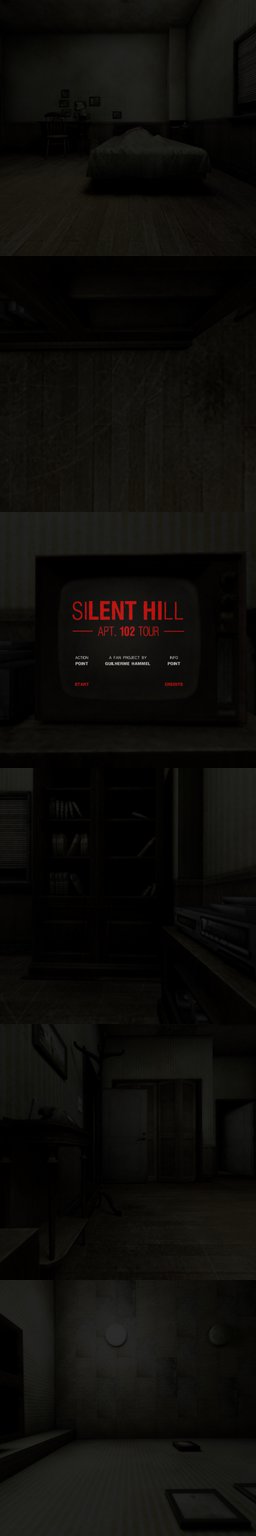 SILENT HILL
APT. 102 TOUR
ACTION
POINT
A FAN PROJECT BY
GUILHERME HAMMEL
INFO
POINT
START
CREDITS